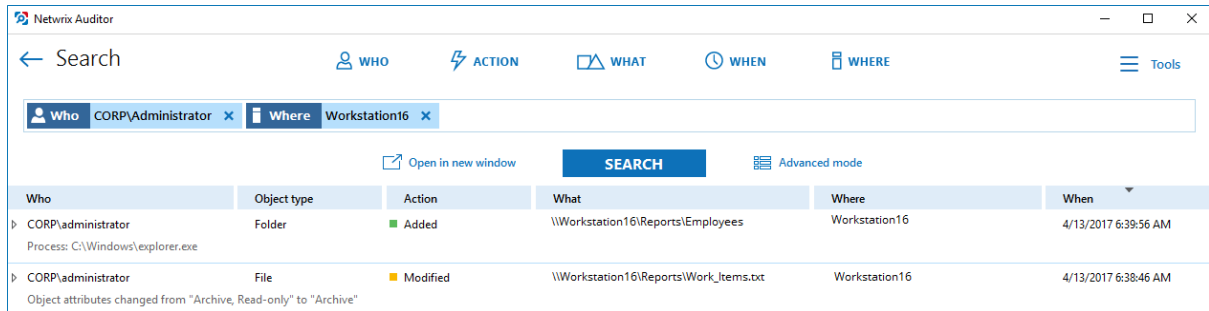 Netwrix Auditor
Search WHO ACTION WHAT WHEN WHERE Tools
Who CORP\Administrator Where Workstation16
Open in new window SEARCH Advanced mode
Who Object type Action What Where When
CORP\administrator Folder Added \\Workstation16\Reports\Employees Workstation16 4/13/2017 6:39:56 AM
Process: C:\Windows\explorer.exe
CORP\administrator File Modified \\Workstation16\Reports\Work_Items.txt Workstation16 4/13/2017 6:38:46 AM
Object attributes changed from "Archive, Read-only" to "Archive"